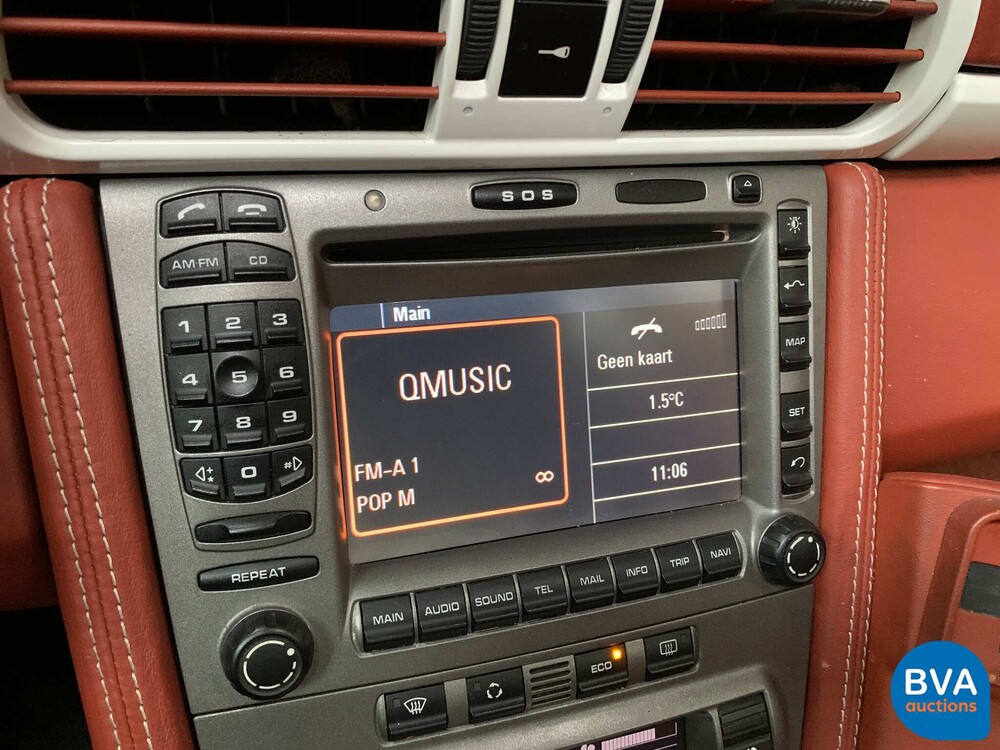 SOS
AM·FM CD
1 2 3
4 5 6
7 8 9
* 0 #
REPEAT
Main
QMUSIC
FM-A 1
POP M
∞
Geen kaart
1.5°C
11:06
MAP
SET
MAIN AUDIO SOUND TEL MAIL INFO TRIP NAVI
ECO
BVA
auctions